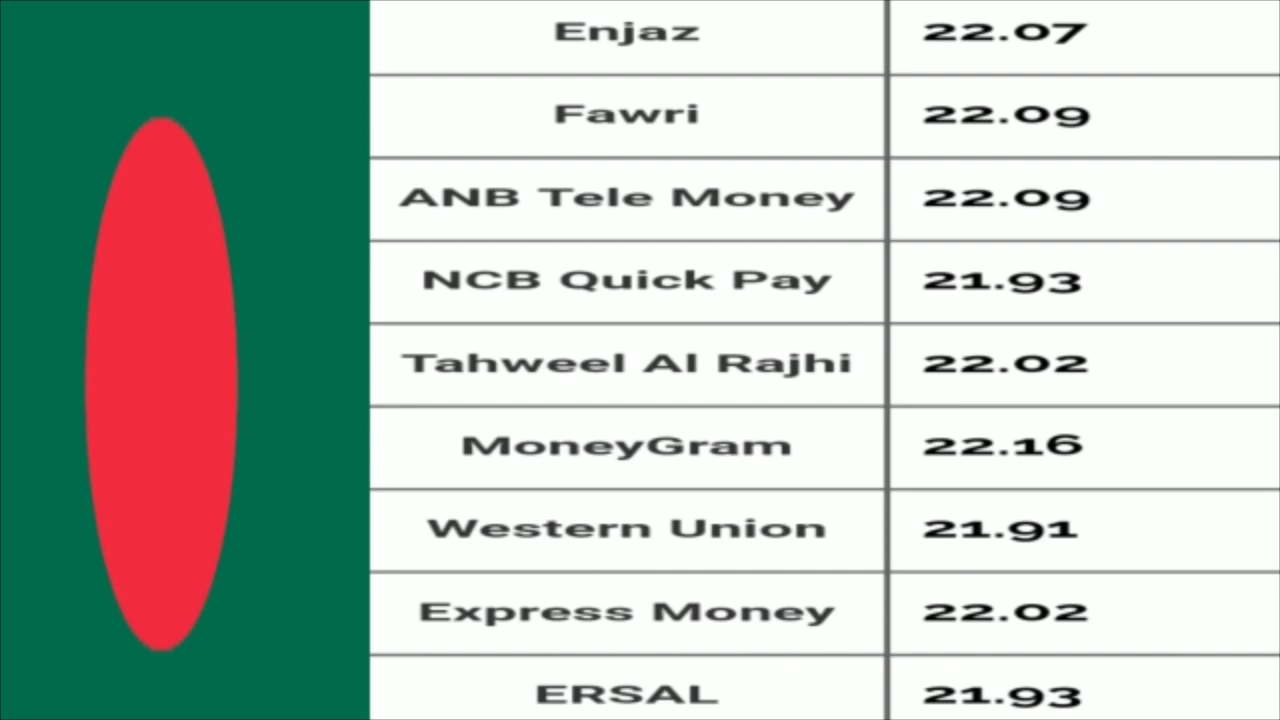 Enjaz 22.07
Fawri 22.09
ANB Tele Money 22.09
NCB Quick Pay 21.93
Tahweel Al Rajhi 22.02
MoneyGram 22.16
Western Union 21.91
Express Money 22.02
ERSAL 21.93